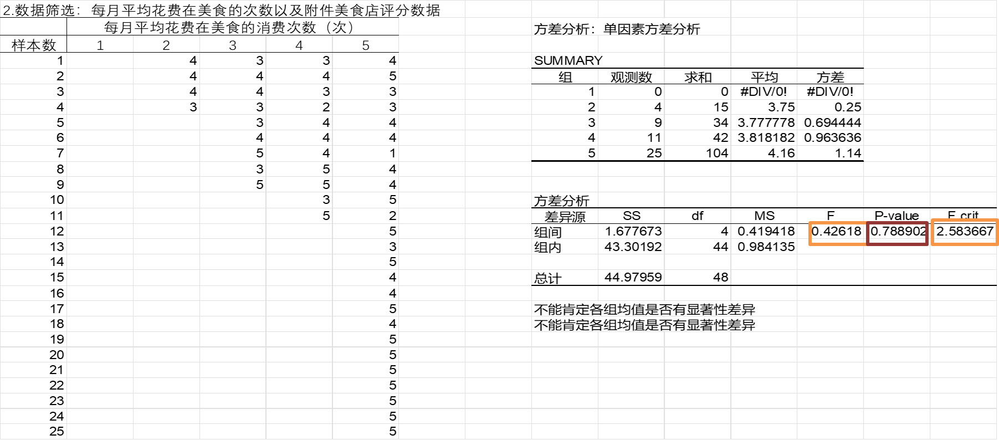 2.数据筛选：每月平均花费在美食的次数以及附件美食店评分数据
每月平均花费在美食的消费次数（次）
样本数 1 2 3 4 5
1 4 3 3 4
2 4 4 4 5
3 4 4 3 3
4 3 3 2 3
5 3 4 4
6 4 4 4
7 5 4 1
8 3 5 4
9 5 5 4
10 3 5
11 5 2
12 5
13 3
14 5
15 4
16 4
17 5
18 4
19 5
20 5
21 5
22 5
23 5
24 5
25 5
方差分析：单因素方差分析
SUMMARY
组 观测数 求和 平均 方差
1 0 0 #DIV/0! #DIV/0!
2 4 15 3.75 0.25
3 9 34 3.777778 0.694444
4 11 42 3.818182 0.963636
5 25 104 4.16 1.14
方差分析
差异源 SS df MS F P-value F crit
组间 1.677673 4 0.419418 0.42618 0.788902 2.583667
组内 43.30192 44 0.984135
总计 44.97959 48
不能肯定各组均值是否有显著性差异
不能肯定各组均值是否有显著性差异